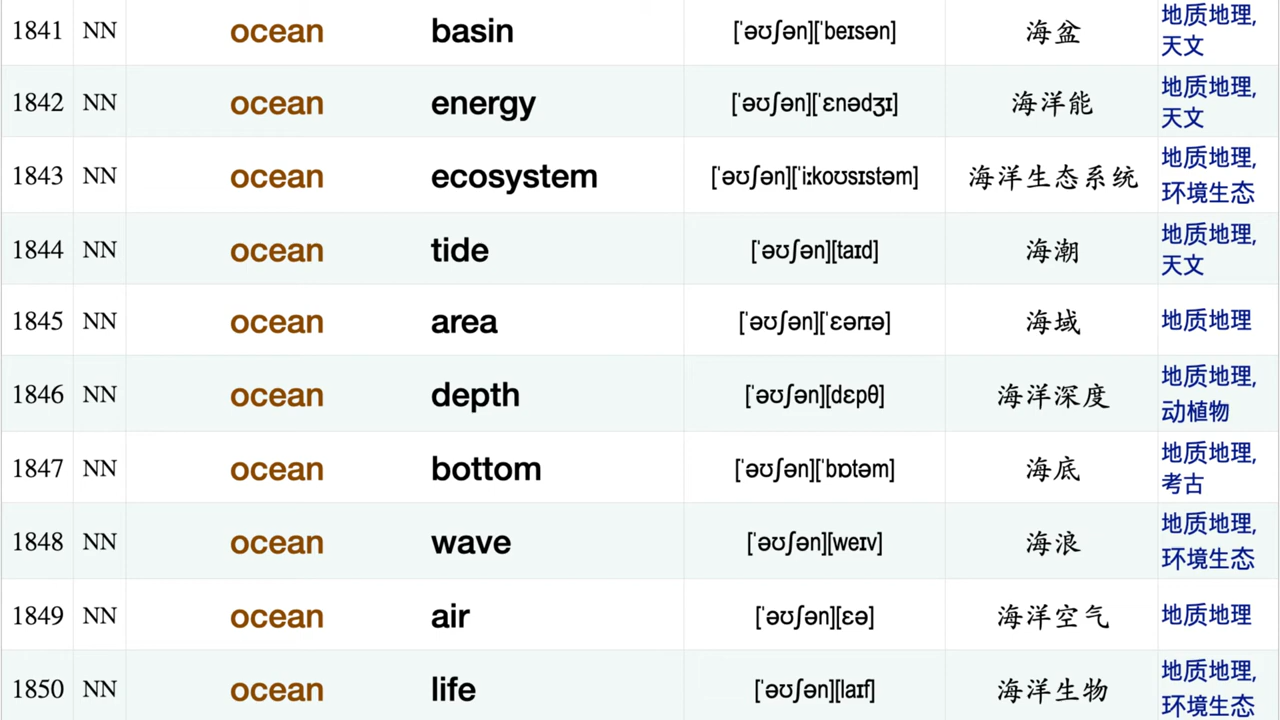 1841 NN ocean basin [ˈəʊʃən][ˈbeɪsən] 海盆 地质地理,
天文
1842 NN ocean energy [ˈəʊʃən][ˈɛnədʒɪ] 海洋能 地质地理,
天文
1843 NN ocean ecosystem [ˈəʊʃən][ˈiːkoʊsɪstəm] 海洋生态系统 地质地理,
环境生态
1844 NN ocean tide [ˈəʊʃən][taɪd] 海潮 地质地理,
天文
1845 NN ocean area [ˈəʊʃən][ˈɛərɪə] 海域 地质地理
1846 NN ocean depth [ˈəʊʃən][dɛpθ] 海洋深度 地质地理,
动植物
1847 NN ocean bottom [ˈəʊʃən][ˈbɒtəm] 海底 地质地理,
考古
1848 NN ocean wave [ˈəʊʃən][weɪv] 海浪 地质地理,
环境生态
1849 NN ocean air [ˈəʊʃən][ɛə] 海洋空气 地质地理
1850 NN ocean life [ˈəʊʃən][laɪf] 海洋生物 地质地理,
环境生态